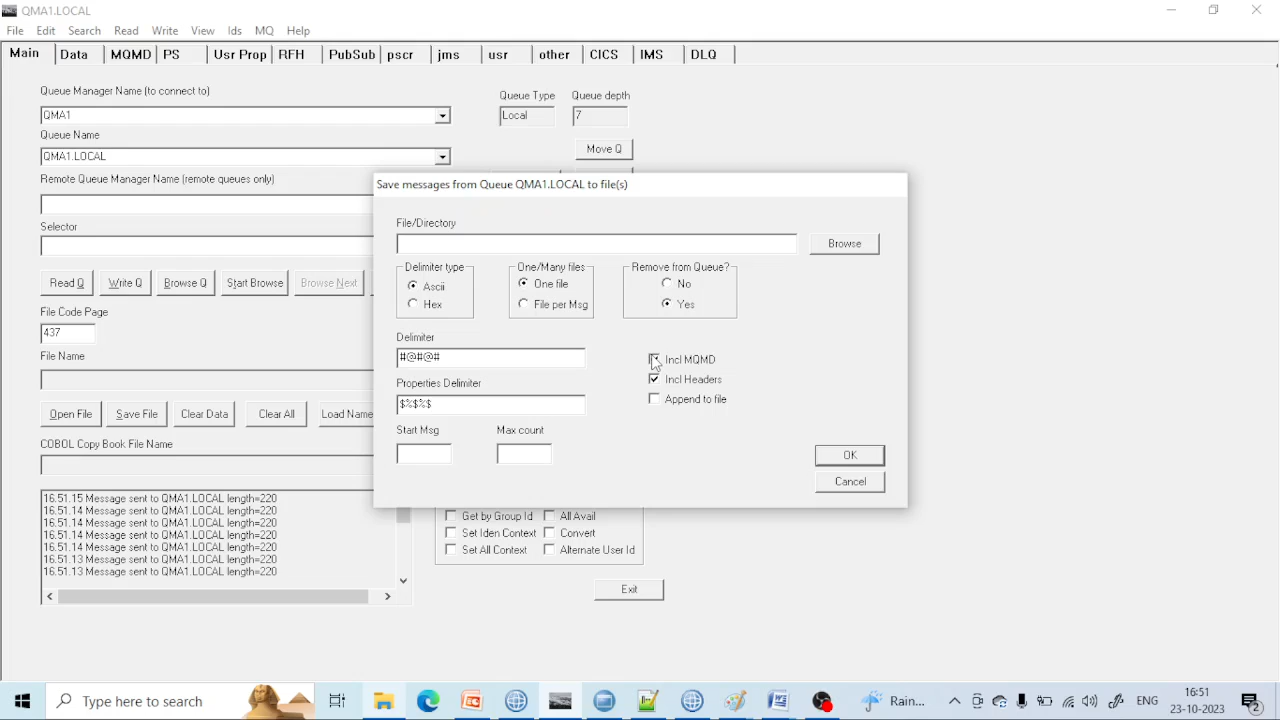 QMA1.LOCAL
File Edit Search Read Write View Ids MQ Help
Main Data MQMD PS Usr Prop RFH PubSub pscr jms usr other CICS IMS DLQ
Queue Manager Name (to connect to) Queue Type Queue depth
QMA1 Local 7
Queue Name
QMA1.LOCAL Move Q
Remote Queue Manager Name (remote queues only)
Selector
Read Q Write Q Browse Q Start Browse Browse Next
File Code Page
437
File Name
Open File Save File Clear Data Clear All Load Name
COBOL Copy Book File Name
16.51.15 Message sent to QMA1.LOCAL length=220
16.51.14 Message sent to QMA1.LOCAL length=220
16.51.14 Message sent to QMA1.LOCAL length=220
16.51.14 Message sent to QMA1.LOCAL length=220
16.51.14 Message sent to QMA1.LOCAL length=220
16.51.13 Message sent to QMA1.LOCAL length=220
16.51.13 Message sent to QMA1.LOCAL length=220
Save messages from Queue QMA1.LOCAL to file(s)
File/Directory
Browse
Delimiter type One/Many files Remove from Queue?
Ascii One file No
Hex File per Msg Yes
Delimiter
#@#@# Incl MQMD
Properties Delimiter Incl Headers
$%$%$ Append to file
Start Msg Max count
OK
Cancel
Get by Group Id All Avail
Set Iden Context Convert
Set All Context Alternate User Id
Exit
Type here to search Rain... ENG 16:51
23-10-2023 2